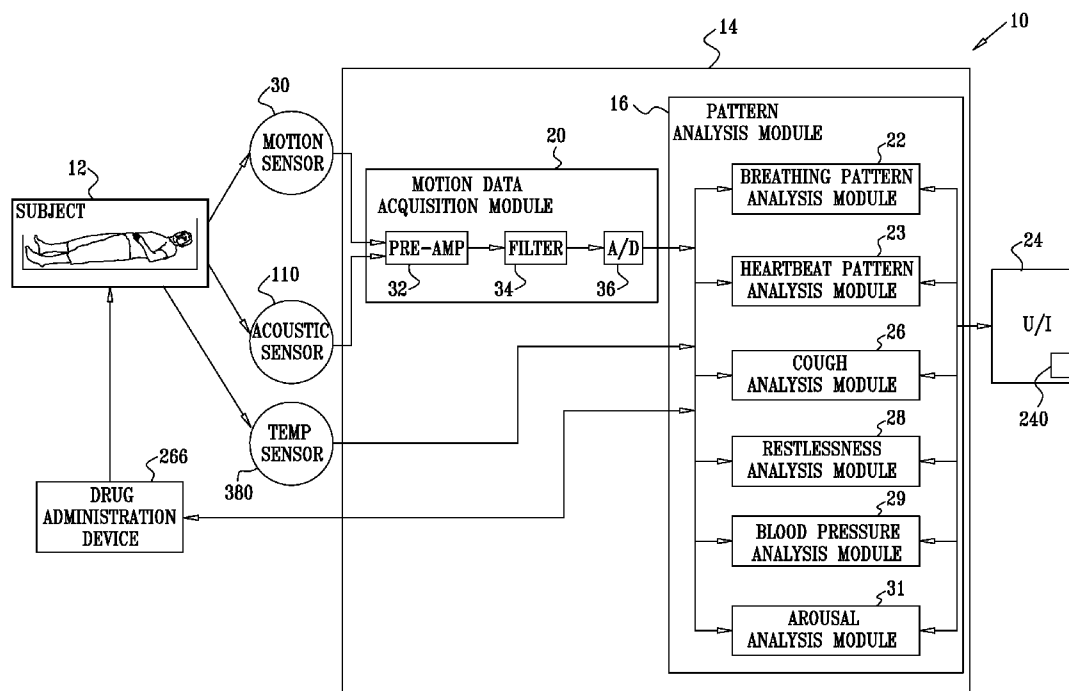 10
14
30
MOTION
SENSOR
16
PATTERN
ANALYSIS MODULE
20
MOTION DATA
ACQUISITION MODULE
22
BREATHING PATTERN
ANALYSIS MODULE
12
SUBJECT
PRE-AMP
FILTER
A/D
32
34
36
23
HEARTBEAT PATTERN
ANALYSIS MODULE
24
U/I
240
110
ACOUSTIC
SENSOR
26
COUGH
ANALYSIS MODULE
TEMP
SENSOR
380
28
RESTLESSNESS
ANALYSIS MODULE
266
DRUG
ADMINISTRATION
DEVICE
29
BLOOD PRESSURE
ANALYSIS MODULE
31
AROUSAL
ANALYSIS MODULE